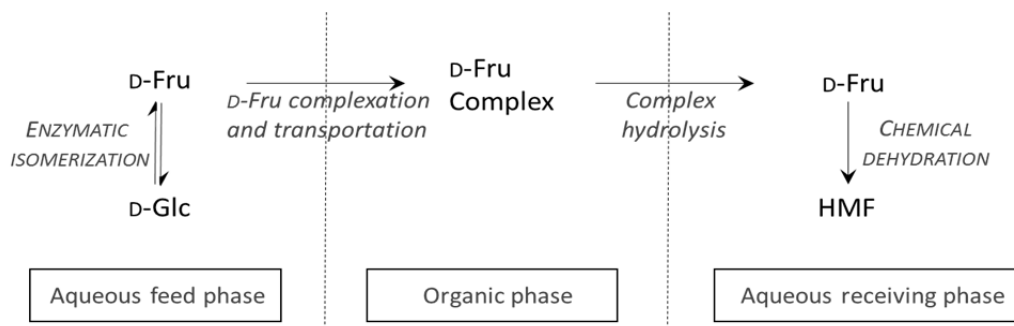 D-Fru
ENZYMATIC
ISOMERIZATION
D-Glc
D-Fru complexation
and transportation
D-Fru
Complex
Complex
hydrolysis
D-Fru
CHEMICAL
DEHYDRATION
HMF
Aqueous feed phase
Organic phase
Aqueous receiving phase